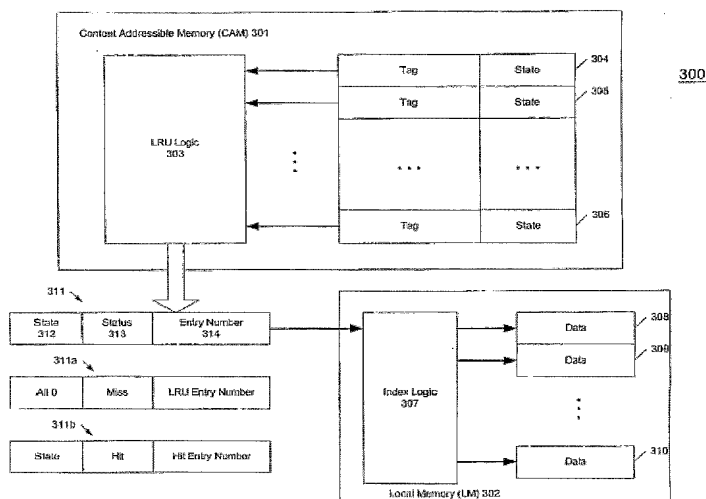 Content Addressible Memory (CAM) 301
Tag State 304
Tag State 305
LRU Logic
303
Tag State 306
300
311
State
312
Status
313
Entry Number
314
311a
All 0 Miss LRU Entry Number
311b
State Hit Hit Entry Number
Index Logic
307
Data 308
Data 309
Data 310
Local Memory (LM) 302